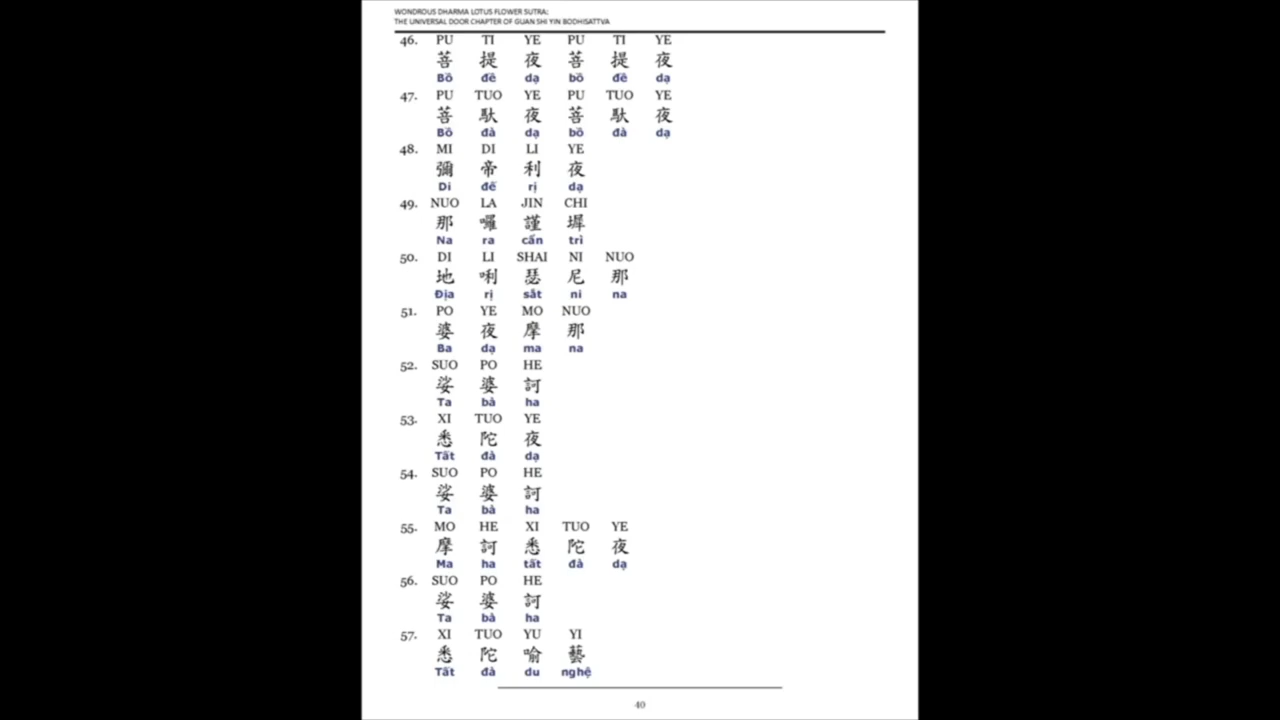 WONDROUS DHARMA LOTUS FLOWER SUTRA;
THE UNIVERSAL DOOR CHAPTER OF GUAN SHI YIN BODHISATTVA
46. PU TI YE PU TI YE
菩 提 夜 菩 提 夜
Bồ đề dạ bồ đề dạ
47. PU TUO YE PU TUO YE
菩 馱 夜 菩 馱 夜
Bồ đà dạ bồ đà dạ
48. MI DI LI YE
彌 帝 利 夜
Di đế rị dạ
49. NUO LA JIN CHI
那 囉 謹 墀
Na ra cẩn trì
50. DI LI SHAI NI NUO
地 唎 瑟 尼 那
Địa rị sắt ni na
51. PO YE MO NUO
婆 夜 摩 那
Ba dạ ma na
52. SUO PO HE
娑 婆 訶
Ta bà ha
53. XI TUO YE
悉 陀 夜
Tất đà dạ
54. SUO PO HE
娑 婆 訶
Ta bà ha
55. MO HE XI TUO YE
摩 訶 悉 陀 夜
Ma ha tất đà dạ
56. SUO PO HE
娑 婆 訶
Ta bà ha
57. XI TUO YU YI
悉 陀 喻 藝
Tất đà du nghệ
40